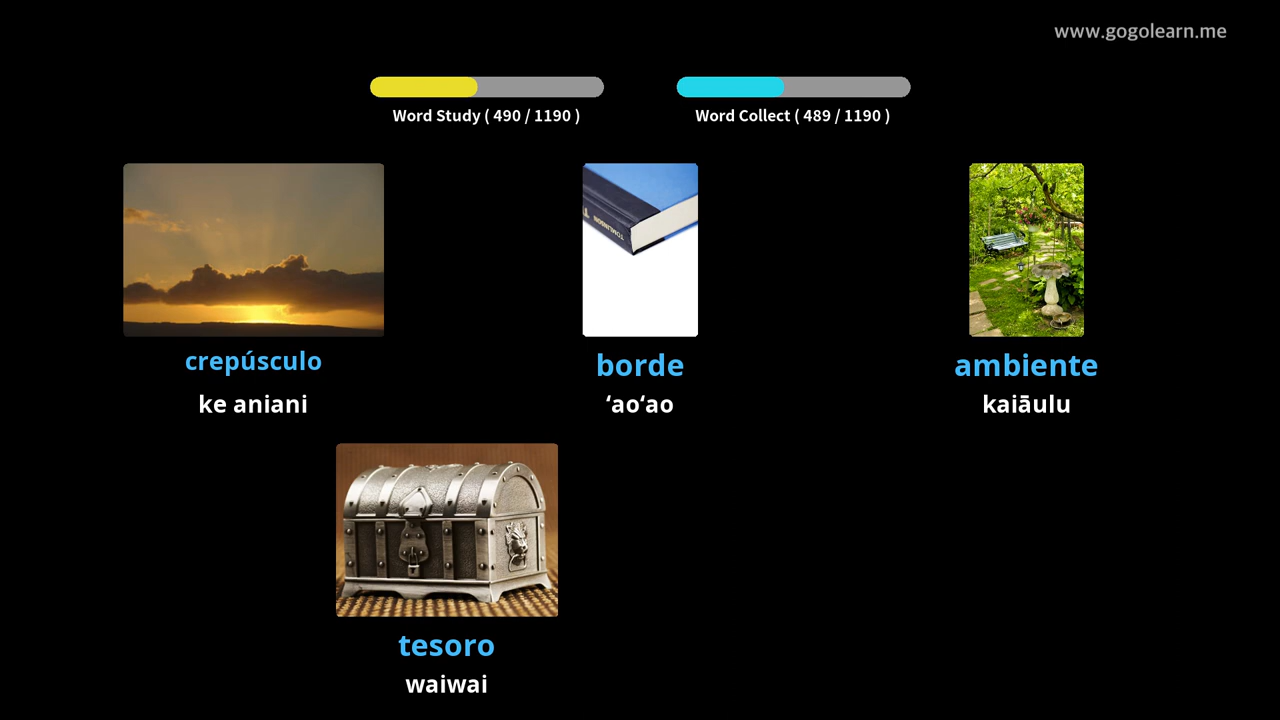 www.gogolearn.me
Word Study ( 490 / 1190 )
Word Collect ( 489 / 1190 )
TOMLINSON
crepúsculo
borde
ambiente
ke aniani
ʻaoʻao
kaiāulu
tesoro
waiwai